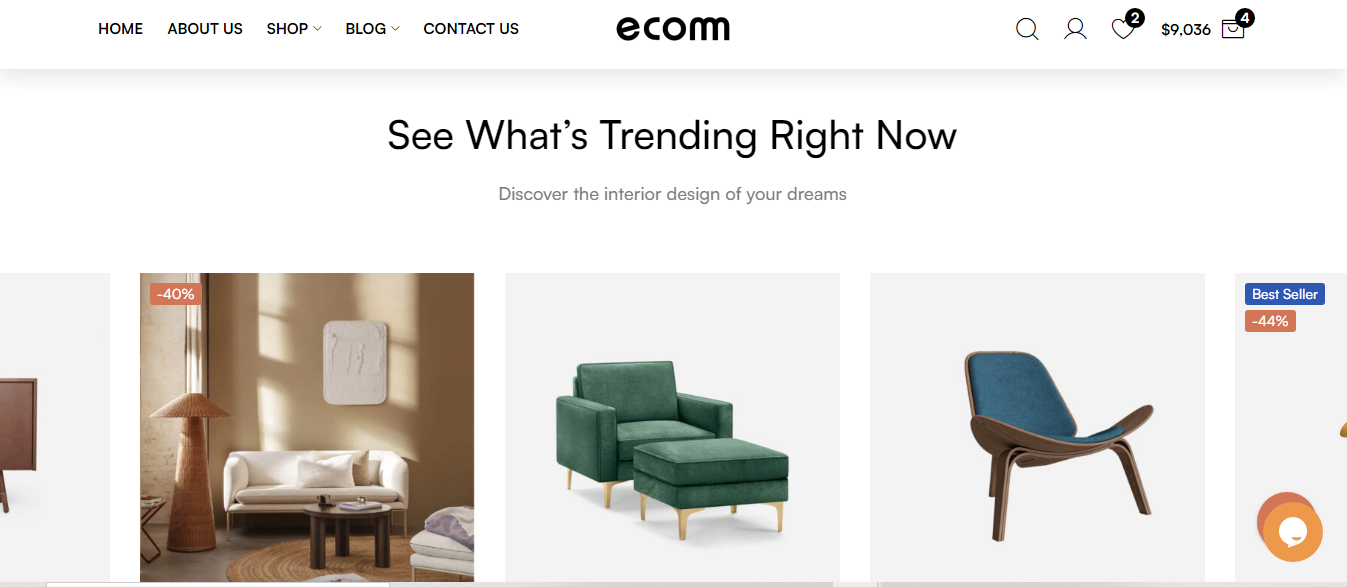 HOME ABOUT US SHOP BLOG CONTACT US ecomm 2 $9,036 4
See What’s Trending Right Now
Discover the interior design of your dreams
-40%
Best Seller
-44%